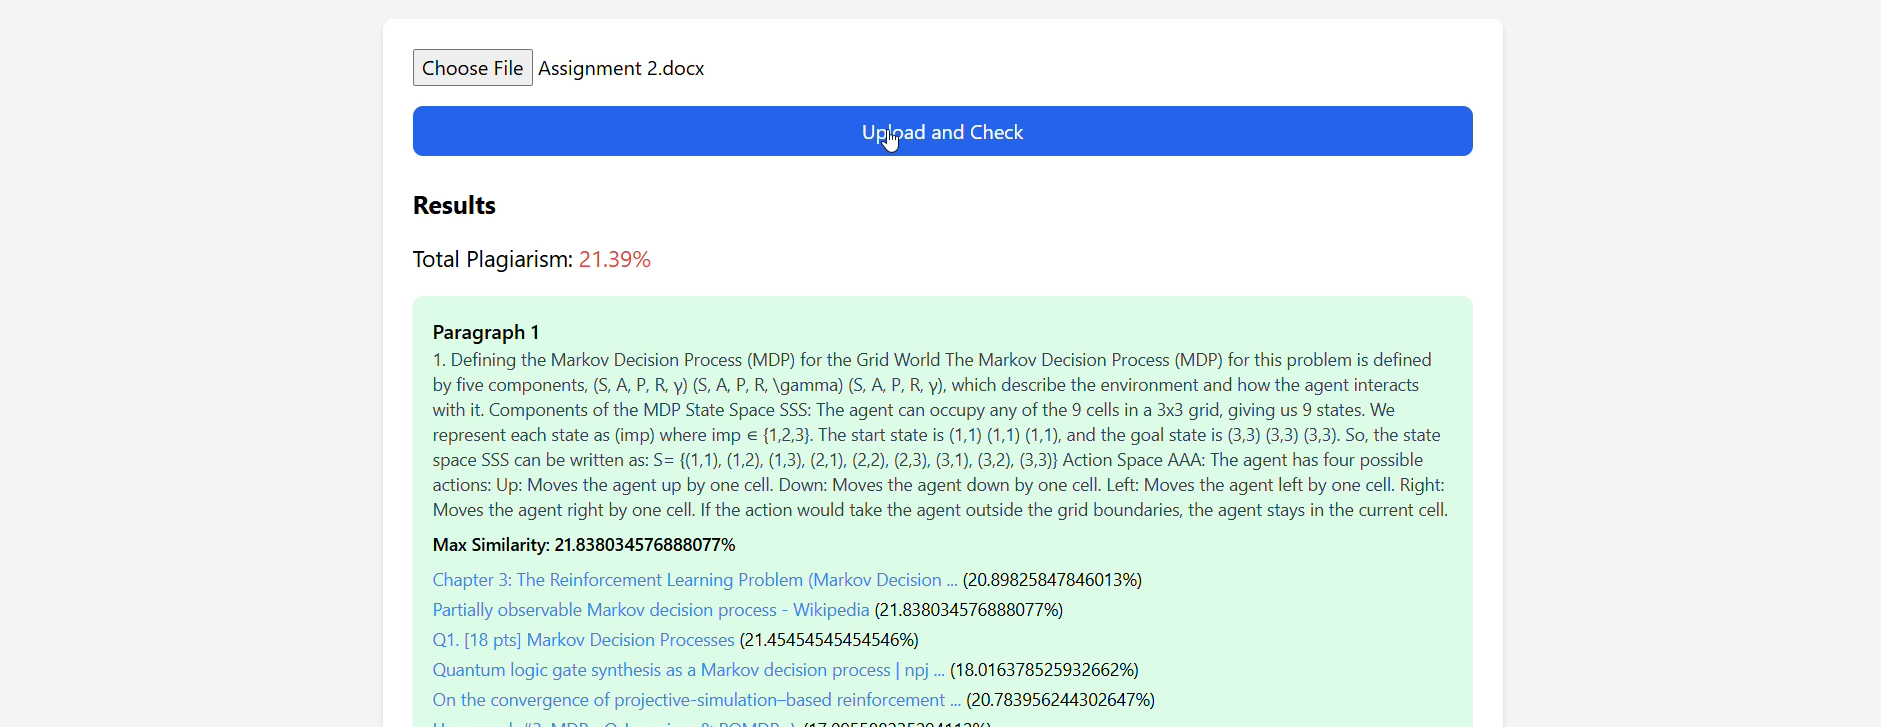 Choose File Assignment 2.docx
Upload and Check
Results
Total Plagiarism: 21.39%
Paragraph 1
1. Defining the Markov Decision Process (MDP) for the Grid World The Markov Decision Process (MDP) for this problem is defined
by five components, (S, A, P, R, γ) (S, A, P, R, \gamma) (S, A, P, R, γ), which describe the environment and how the agent interacts
with it. Components of the MDP State Space SSS: The agent can occupy any of the 9 cells in a 3x3 grid, giving us 9 states. We
represent each state as (imp) where imp ∈ {1,2,3}. The start state is (1,1) (1,1) (1,1), and the goal state is (3,3) (3,3) (3,3). So, the state
space SSS can be written as: S= {(1,1), (1,2), (1,3), (2,1), (2,2), (2,3), (3,1), (3,2), (3,3)} Action Space AAA: The agent has four possible
actions: Up: Moves the agent up by one cell. Down: Moves the agent down by one cell. Left: Moves the agent left by one cell. Right:
Moves the agent right by one cell. If the action would take the agent outside the grid boundaries, the agent stays in the current cell.
Max Similarity: 21.838034576888077%
Chapter 3: The Reinforcement Learning Problem (Markov Decision ... (20.89825847846013%)
Partially observable Markov decision process - Wikipedia (21.838034576888077%)
Q1. [18 pts] Markov Decision Processes (21.45454545454546%)
Quantum logic gate synthesis as a Markov decision process | npj ... (18.016378525932662%)
On the convergence of projective-simulation–based reinforcement ... (20.783956244302647%)